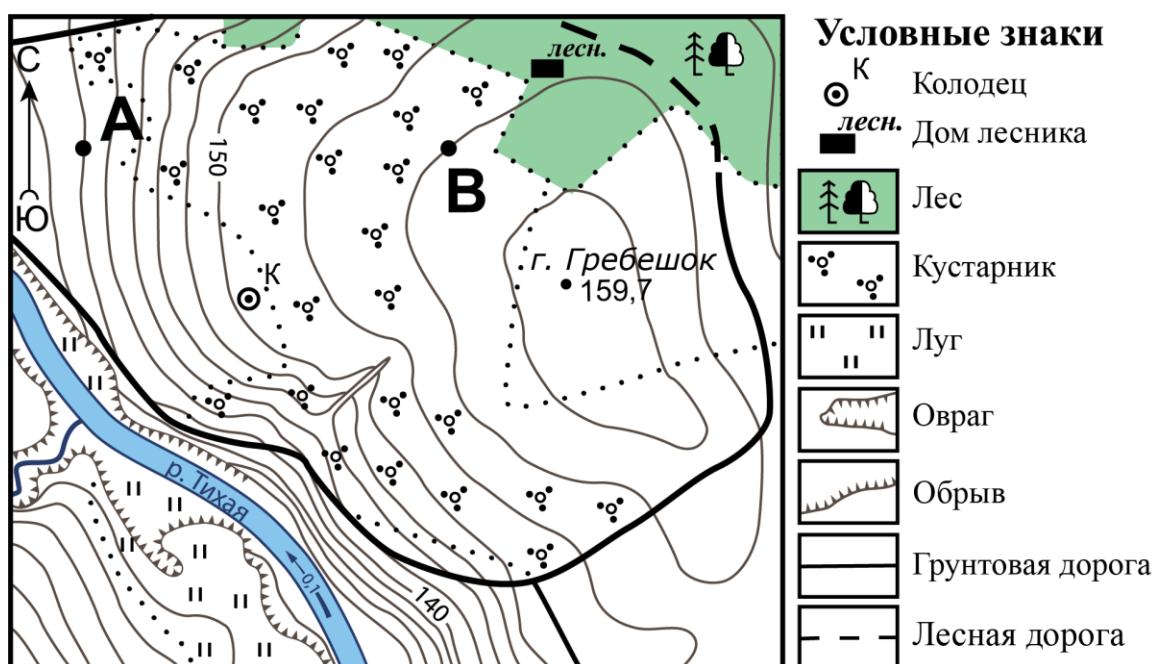 С
Ю
А
В
лесн.
150
К
г. Гребешок
159,7
р. Тихая
0,1
140
Условные знаки
К
Колодец
лесн.
Дом лесника
Лес
Кустарник
Луг
Овраг
Обрыв
Грунтовая дорога
Лесная дорога